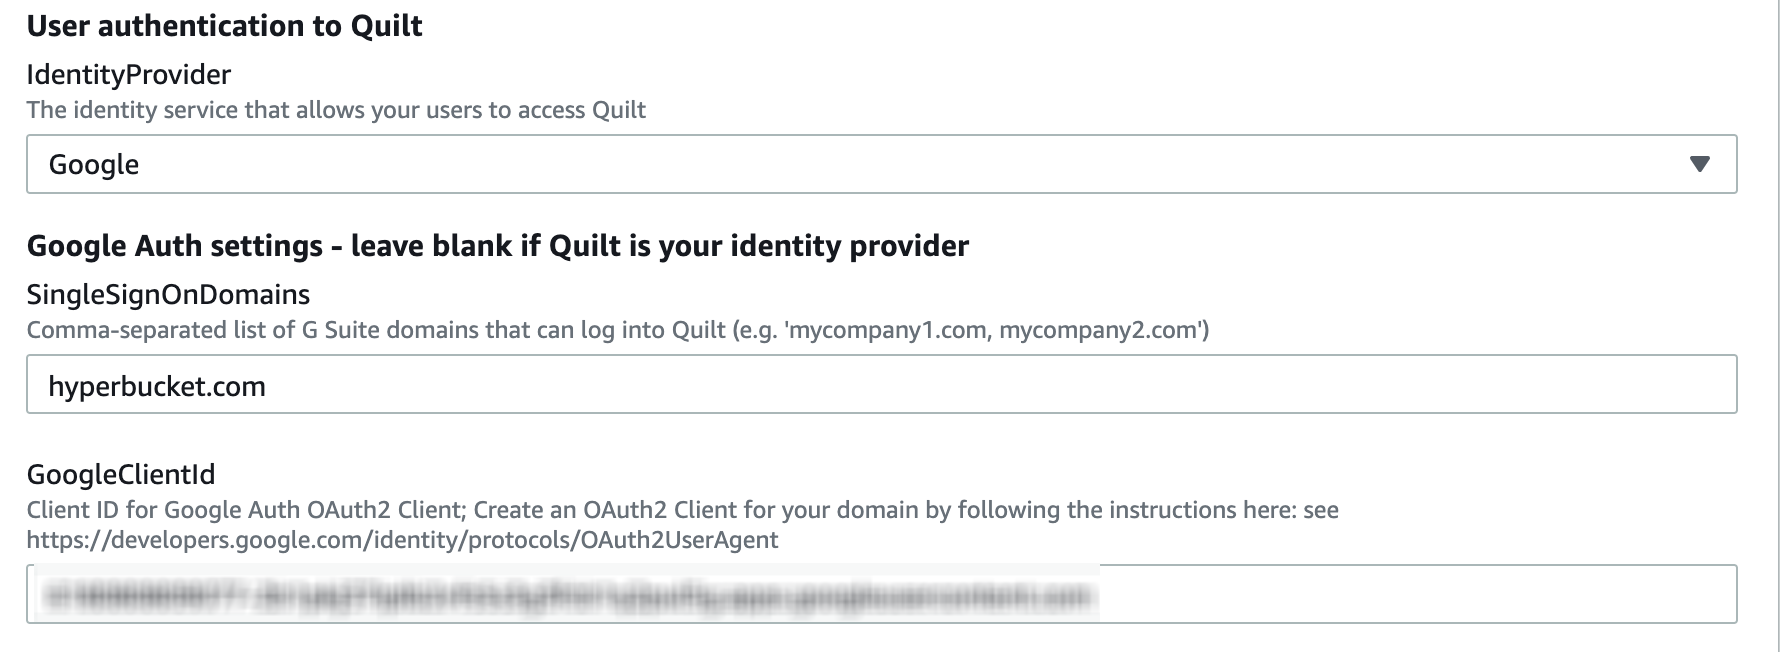 User authentication to Quilt
IdentityProvider
The identity service that allows your users to access Quilt
Google
Google Auth settings - leave blank if Quilt is your identity provider
SingleSignOnDomains
Comma-separated list of G Suite domains that can log into Quilt (e.g. 'mycompany1.com, mycompany2.com')
hyperbucket.com
GoogleClientId
Client ID for Google Auth OAuth2 Client; Create an OAuth2 Client for your domain by following the instructions here: see
https://developers.google.com/identity/protocols/OAuth2UserAgent